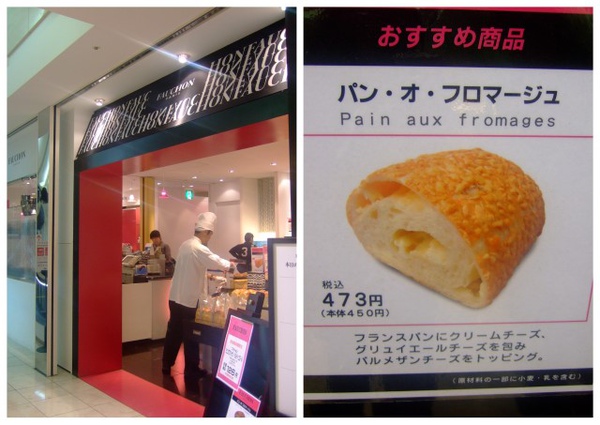 FAUCHON
おすすめ商品
パン・オ・フロマージュ
Pain aux fromages
税込
473円
(本体450円)
フランスパンにクリームチーズ、
グリュイエールチーズを包み
パルメザンチーズをトッピング。
(原材料の一部に小麦・乳を含む)